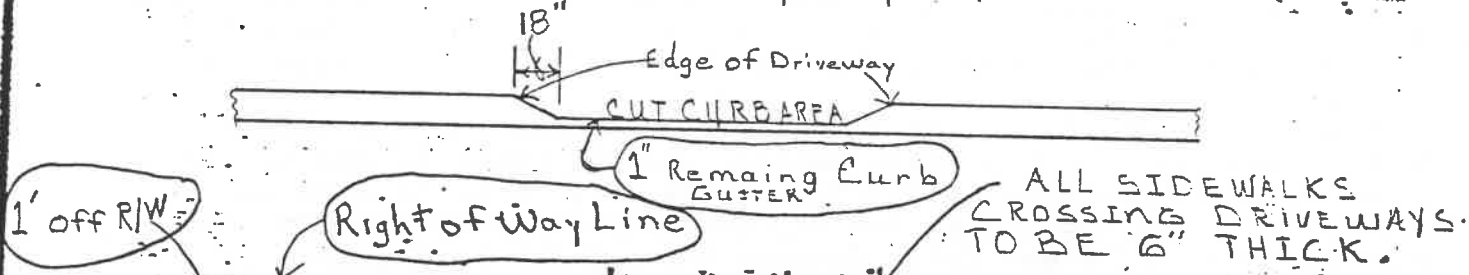 18"
Edge of Driveway
CUT CURB AREA
1" Remaing Curb
GUTTER
1' off R/W
Right of Way Line
ALL SIDEWALKS
CROSSING DRIVEWAYS.
TO BE 6" THICK.